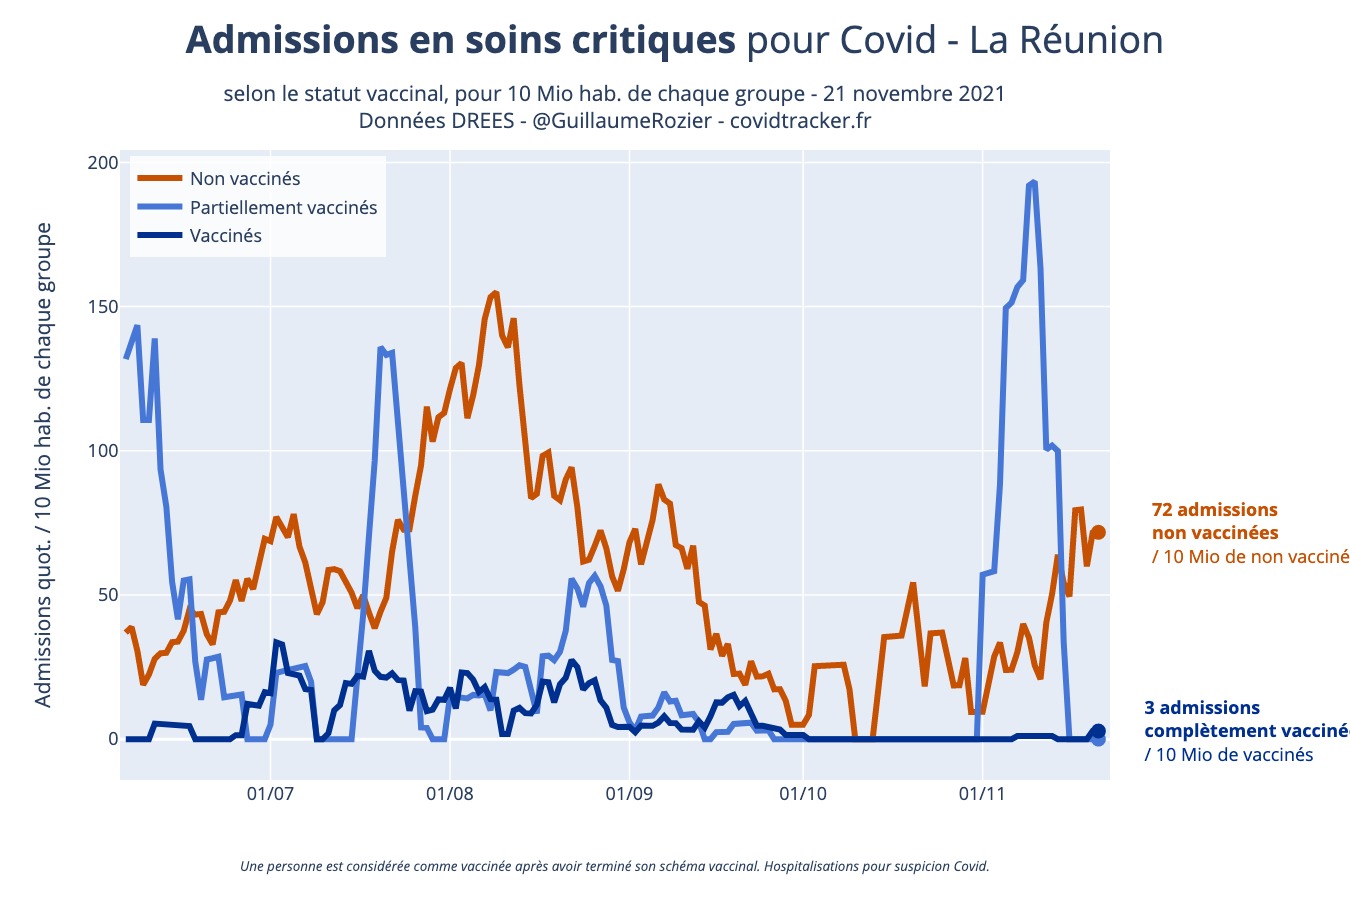 Admissions en soins critiques pour Covid - La Réunion
selon le statut vaccinal, pour 10 Mio hab. de chaque groupe - 21 novembre 2021
Données DREES - @GuillaumeRozier - covidtracker.fr
Admissions quot. / 10 Mio hab. de chaque groupe
200
150
100
50
0
Non vaccinés
Partiellement vaccinés
Vaccinés
72 admissions
non vaccinées
/ 10 Mio de non vacciné
3 admissions
complètement vacciné
/ 10 Mio de vaccinés
01/07
01/08
01/09
01/10
01/11
Une personne est considérée comme vaccinée après avoir terminé son schéma vaccinal. Hospitalisations pour suspicion Covid.